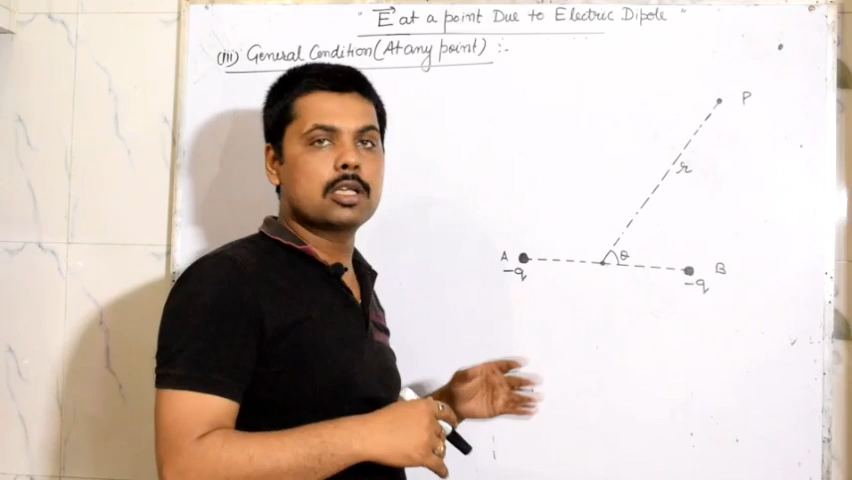 " E⃗ at a point Due to Electric Dipole "
(iii) General Condition (At any point) :-
P
r
A
θ
B
-q
-q